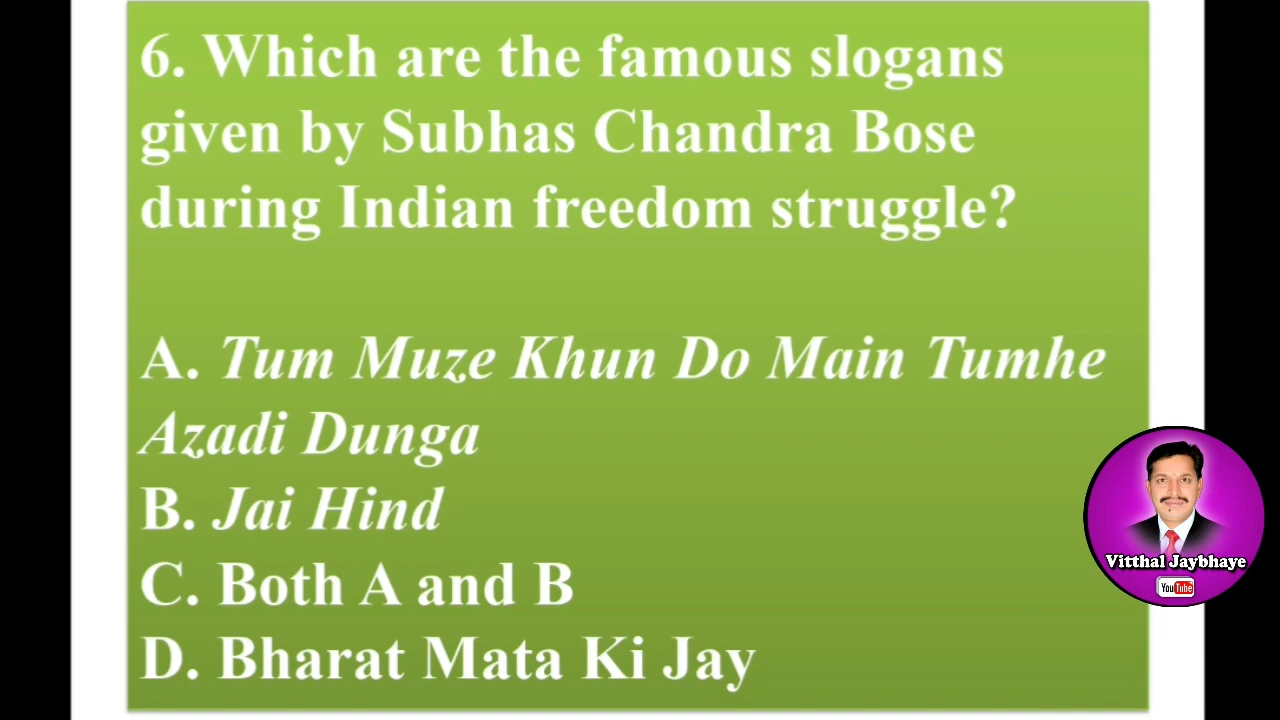 6. Which are the famous slogans
given by Subhas Chandra Bose
during Indian freedom struggle?
A. Tum Muze Khun Do Main Tumhe
Azadi Dunga
B. Jai Hind
C. Both A and B
D. Bharat Mata Ki Jay
Vitthal Jaybhaye
YouTube